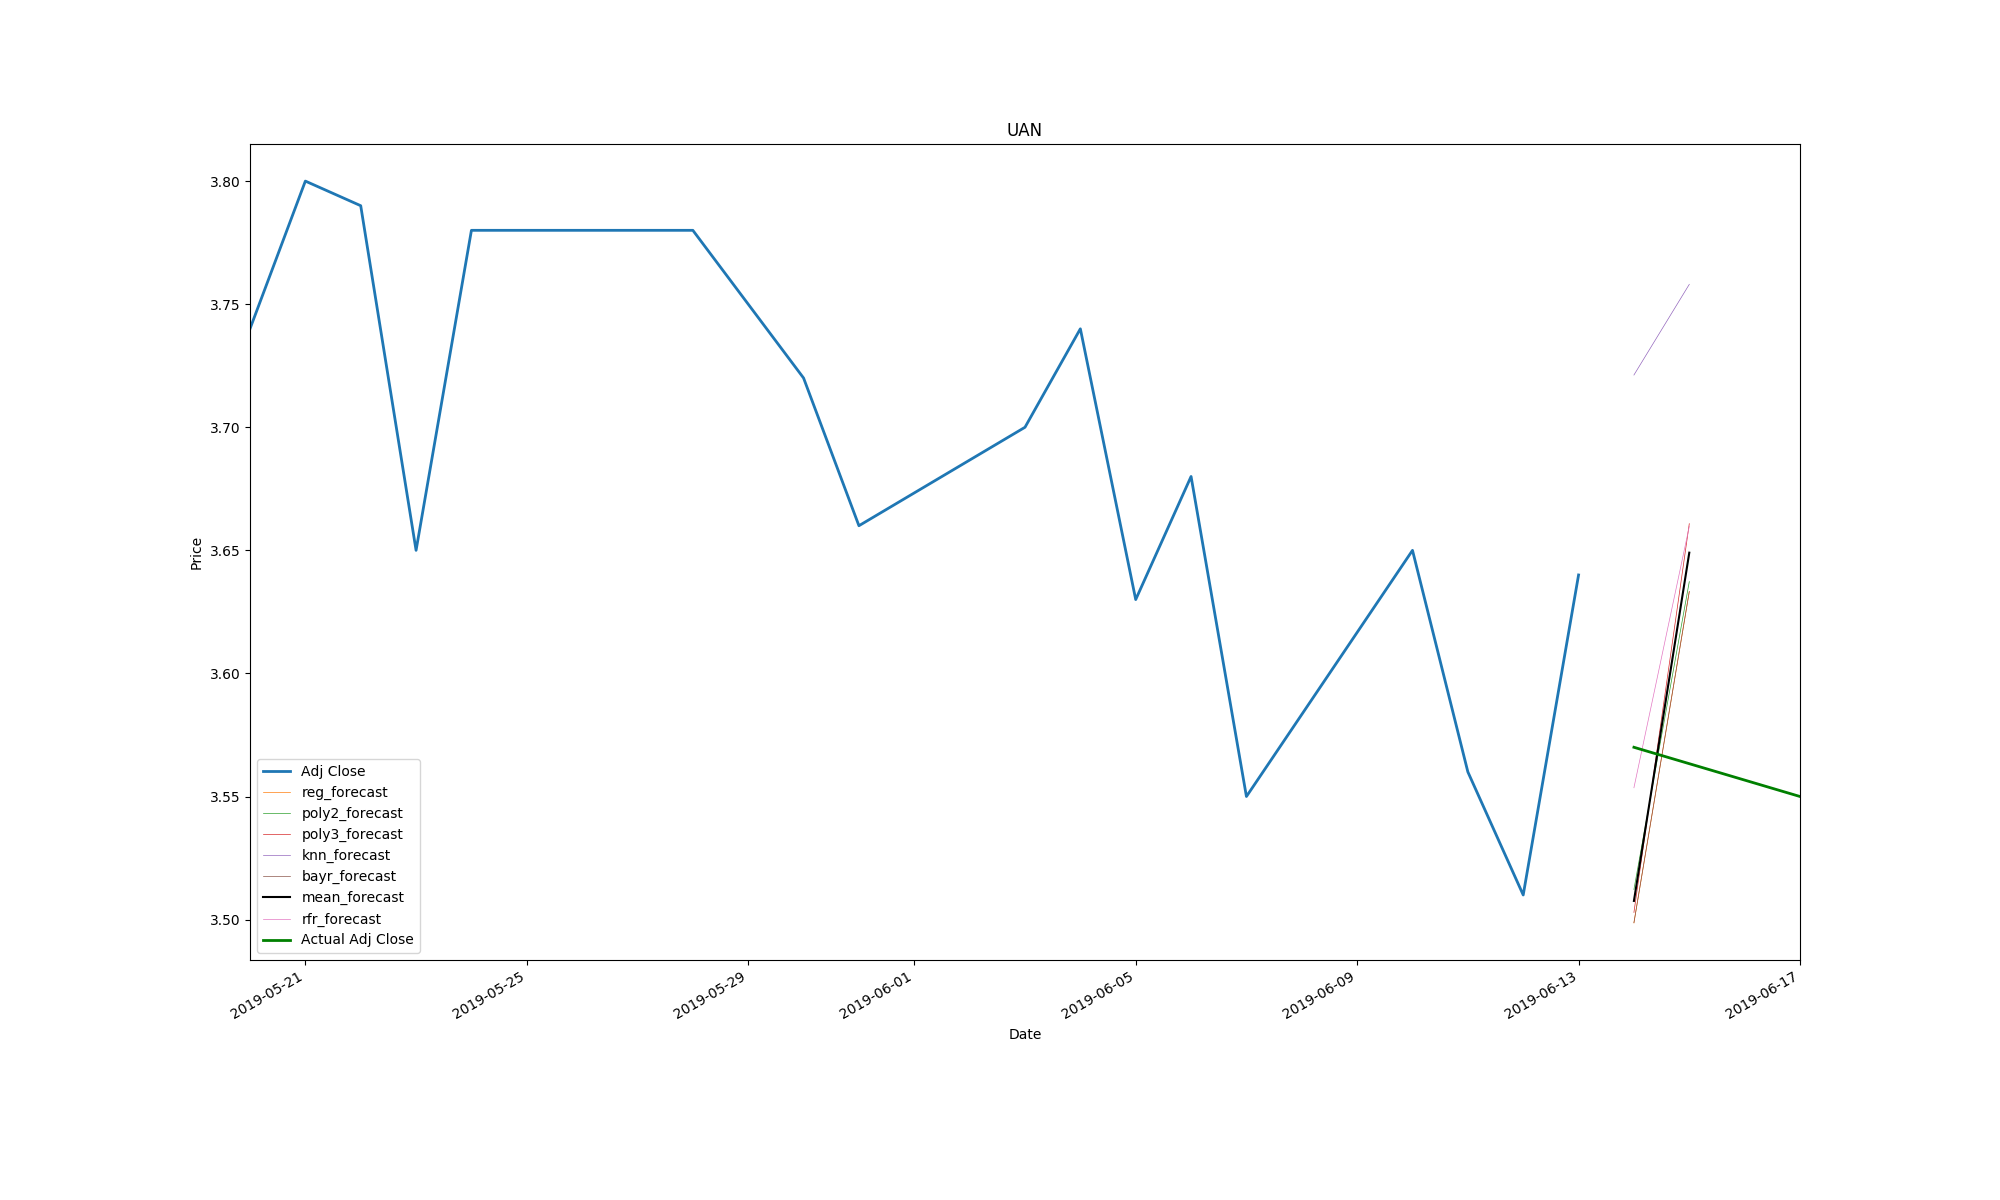 UAN
3.80
3.75
3.70
3.65
3.60
3.55
3.50
Price
Adj Close
reg_forecast
poly2_forecast
poly3_forecast
knn_forecast
bayr_forecast
mean_forecast
rfr_forecast
Actual Adj Close
2019-05-21
2019-05-25
2019-05-29
2019-06-01
2019-06-05
2019-06-09
2019-06-13
2019-06-17
Date